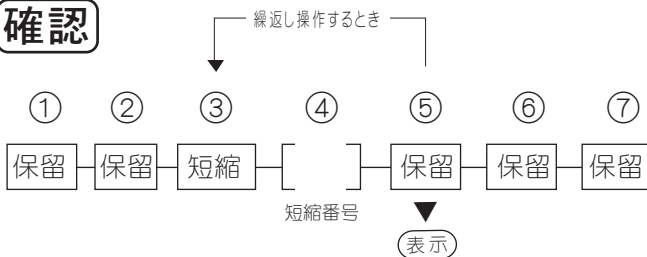 確認
繰返し操作するとき
① ② ③ ④ ⑤ ⑥ ⑦
保留 保留 短縮 保留 保留 保留
短縮番号
表示